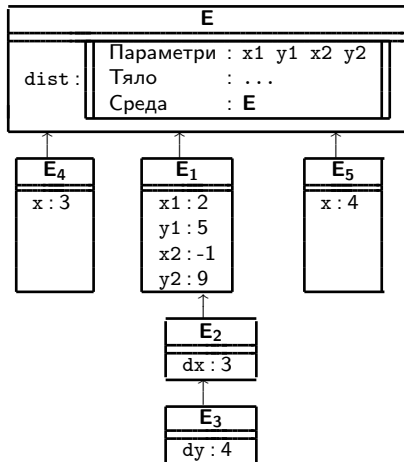 E
dist : Параметри : x1 y1 x2 y2
Тяло : ...
Среда : E
E4 E1 E5
x : 3 x1 : 2 x : 4
y1 : 5
x2 : -1
y2 : 9
E2
dx : 3
E3
dy : 4